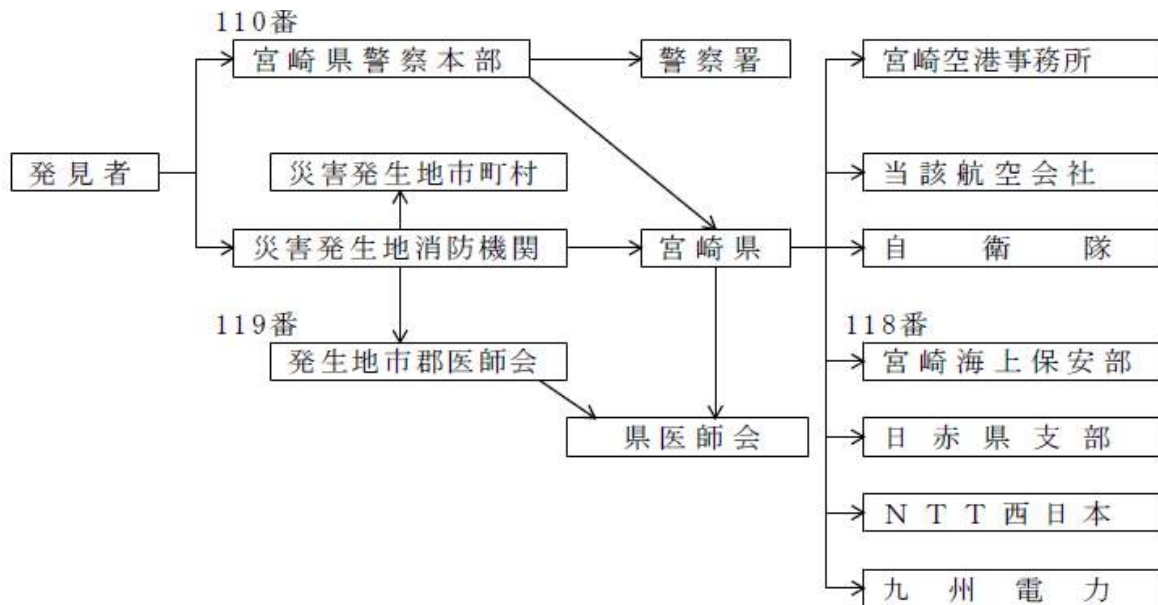 110番
宮崎県警察本部
警察署
宮崎空港事務所
発見者
災害発生地市町村
当該航空会社
災害発生地消防機関
宮崎県
自衛隊
119番
118番
発生地市郡医師会
宮崎海上保安部
県医師会
日赤県支部
NTT西日本
九州電力